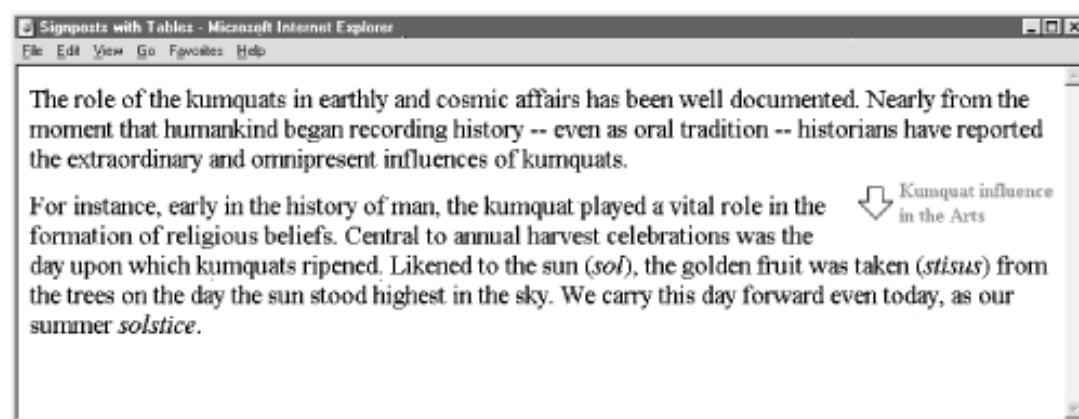 Signposts with Tables - Microsoft Internet Explorer
File Edit View Go Favorites Help
The role of the kumquats in earthly and cosmic affairs has been well documented. Nearly from the
moment that humankind began recording history -- even as oral tradition -- historians have reported
the extraordinary and omnipresent influences of kumquats.
For instance, early in the history of man, the kumquat played a vital role in the
formation of religious beliefs. Central to annual harvest celebrations was the
Kumquat influence
in the Arts
day upon which kumquats ripened. Likened to the sun (sol), the golden fruit was taken (stisus) from
the trees on the day the sun stood highest in the sky. We carry this day forward even today, as our
summer solstice.